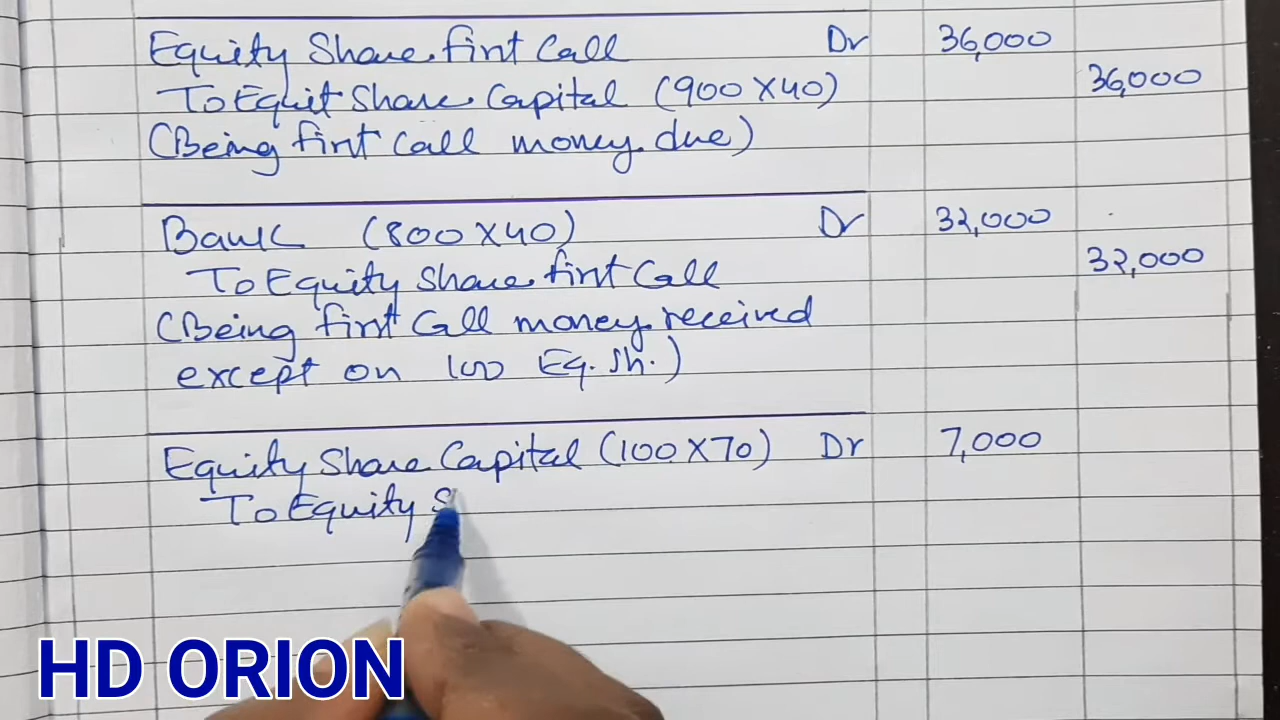 Equity Share first Call Dr 36,000
To Equit Share Capital (900 X 40) 36,000
(Being first Call money due)
Bank (800 X 40) Dr 32,000
To Equity Share first Call 32,000
(Being first Call money received
except on 100 Eq. Sh.)
Equity Share Capital (100 X 70) Dr 7,000
To Equity S
HD ORION